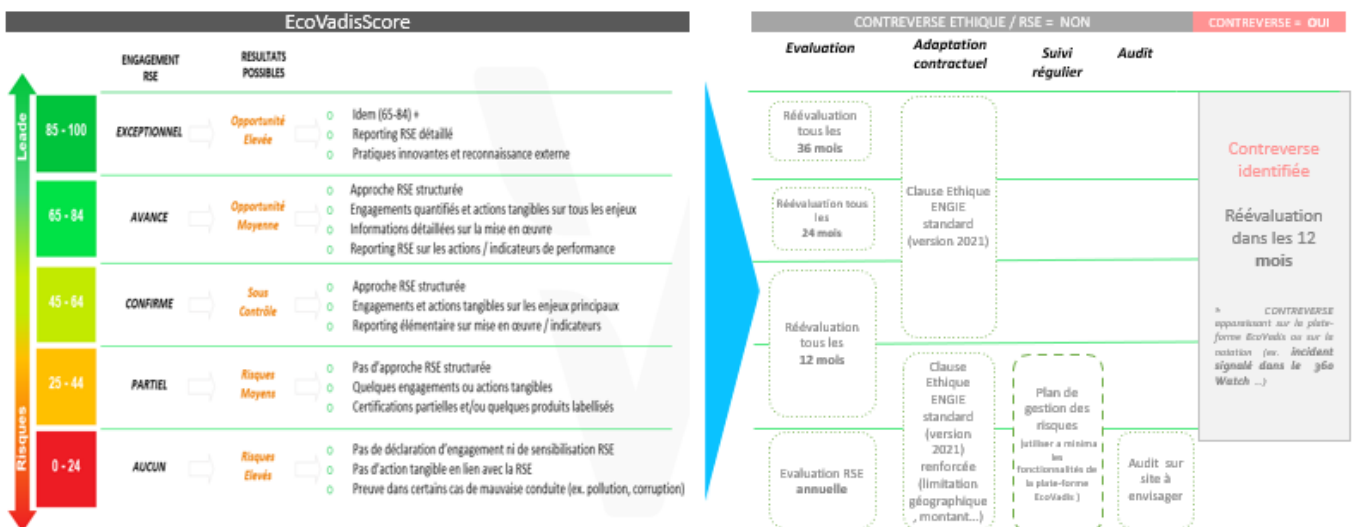 EcoVadisScore
ENGAGEMENT
RSE
RESULTATS
POSSIBLES
Leade
Risques
85 - 100
EXCEPTIONNEL
Opportunité
Elevée
o Idem (65-84) +
o Reporting RSE détaillé
o Pratiques innovantes et reconnaissance externe
65 - 84
AVANCE
Opportunité
Moyenne
o Approche RSE structurée
o Engagements quantifiés et actions tangibles sur tous les enjeux
o Informations détaillées sur la mise en œuvre
o Reporting RSE sur les actions / indicateurs de performance
45 - 64
CONFIRME
Sous
Contrôle
o Approche RSE structurée
o Engagements et actions tangibles sur les enjeux principaux
o Reporting élémentaire sur mise en œuvre / indicateurs
25 - 44
PARTIEL
Risques
Moyens
o Pas d'approche RSE structurée
o Quelques engagements ou actions tangibles
o Certifications partielles et/ou quelques produits labellisés
0 - 24
AUCUN
Risques
Elevés
o Pas de déclaration d'engagement ni de sensibilisation RSE
o Pas d'action tangible en lien avec la RSE
o Preuve dans certains cas de mauvaise conduite (ex. pollution, corruption)
CONTREVERSE ETHIQUE / RSE = NON
Evaluation
Adaptation
contractuel
Suivi
régulier
Audit
Réévaluation
tous les
36 mois
Réévaluation tous
les
24 mois
Réévaluation
tous les
12 mois
Evaluation RSE
annuelle
Clause Ethique
ENGIE
standard
(version 2021)
Clause
Ethique
ENGIE
standard
(version
2021)
renforcée
(limitation
géographique
, montant...)
Plan de
gestion des
risques
(utiliser a minima
les
fonctionnalités de
la plate-forme
EcoVadis )
Audit sur
site à
envisager
CONTREVERSE = OUI
Contreverse
identifiée
Réévaluation
dans les 12
mois
» CONTREVERSE
apparaissant sur la plate-
forme EcoVadis ou sur la
notation (ex. incident
signalé dans le 360
Watch ...)